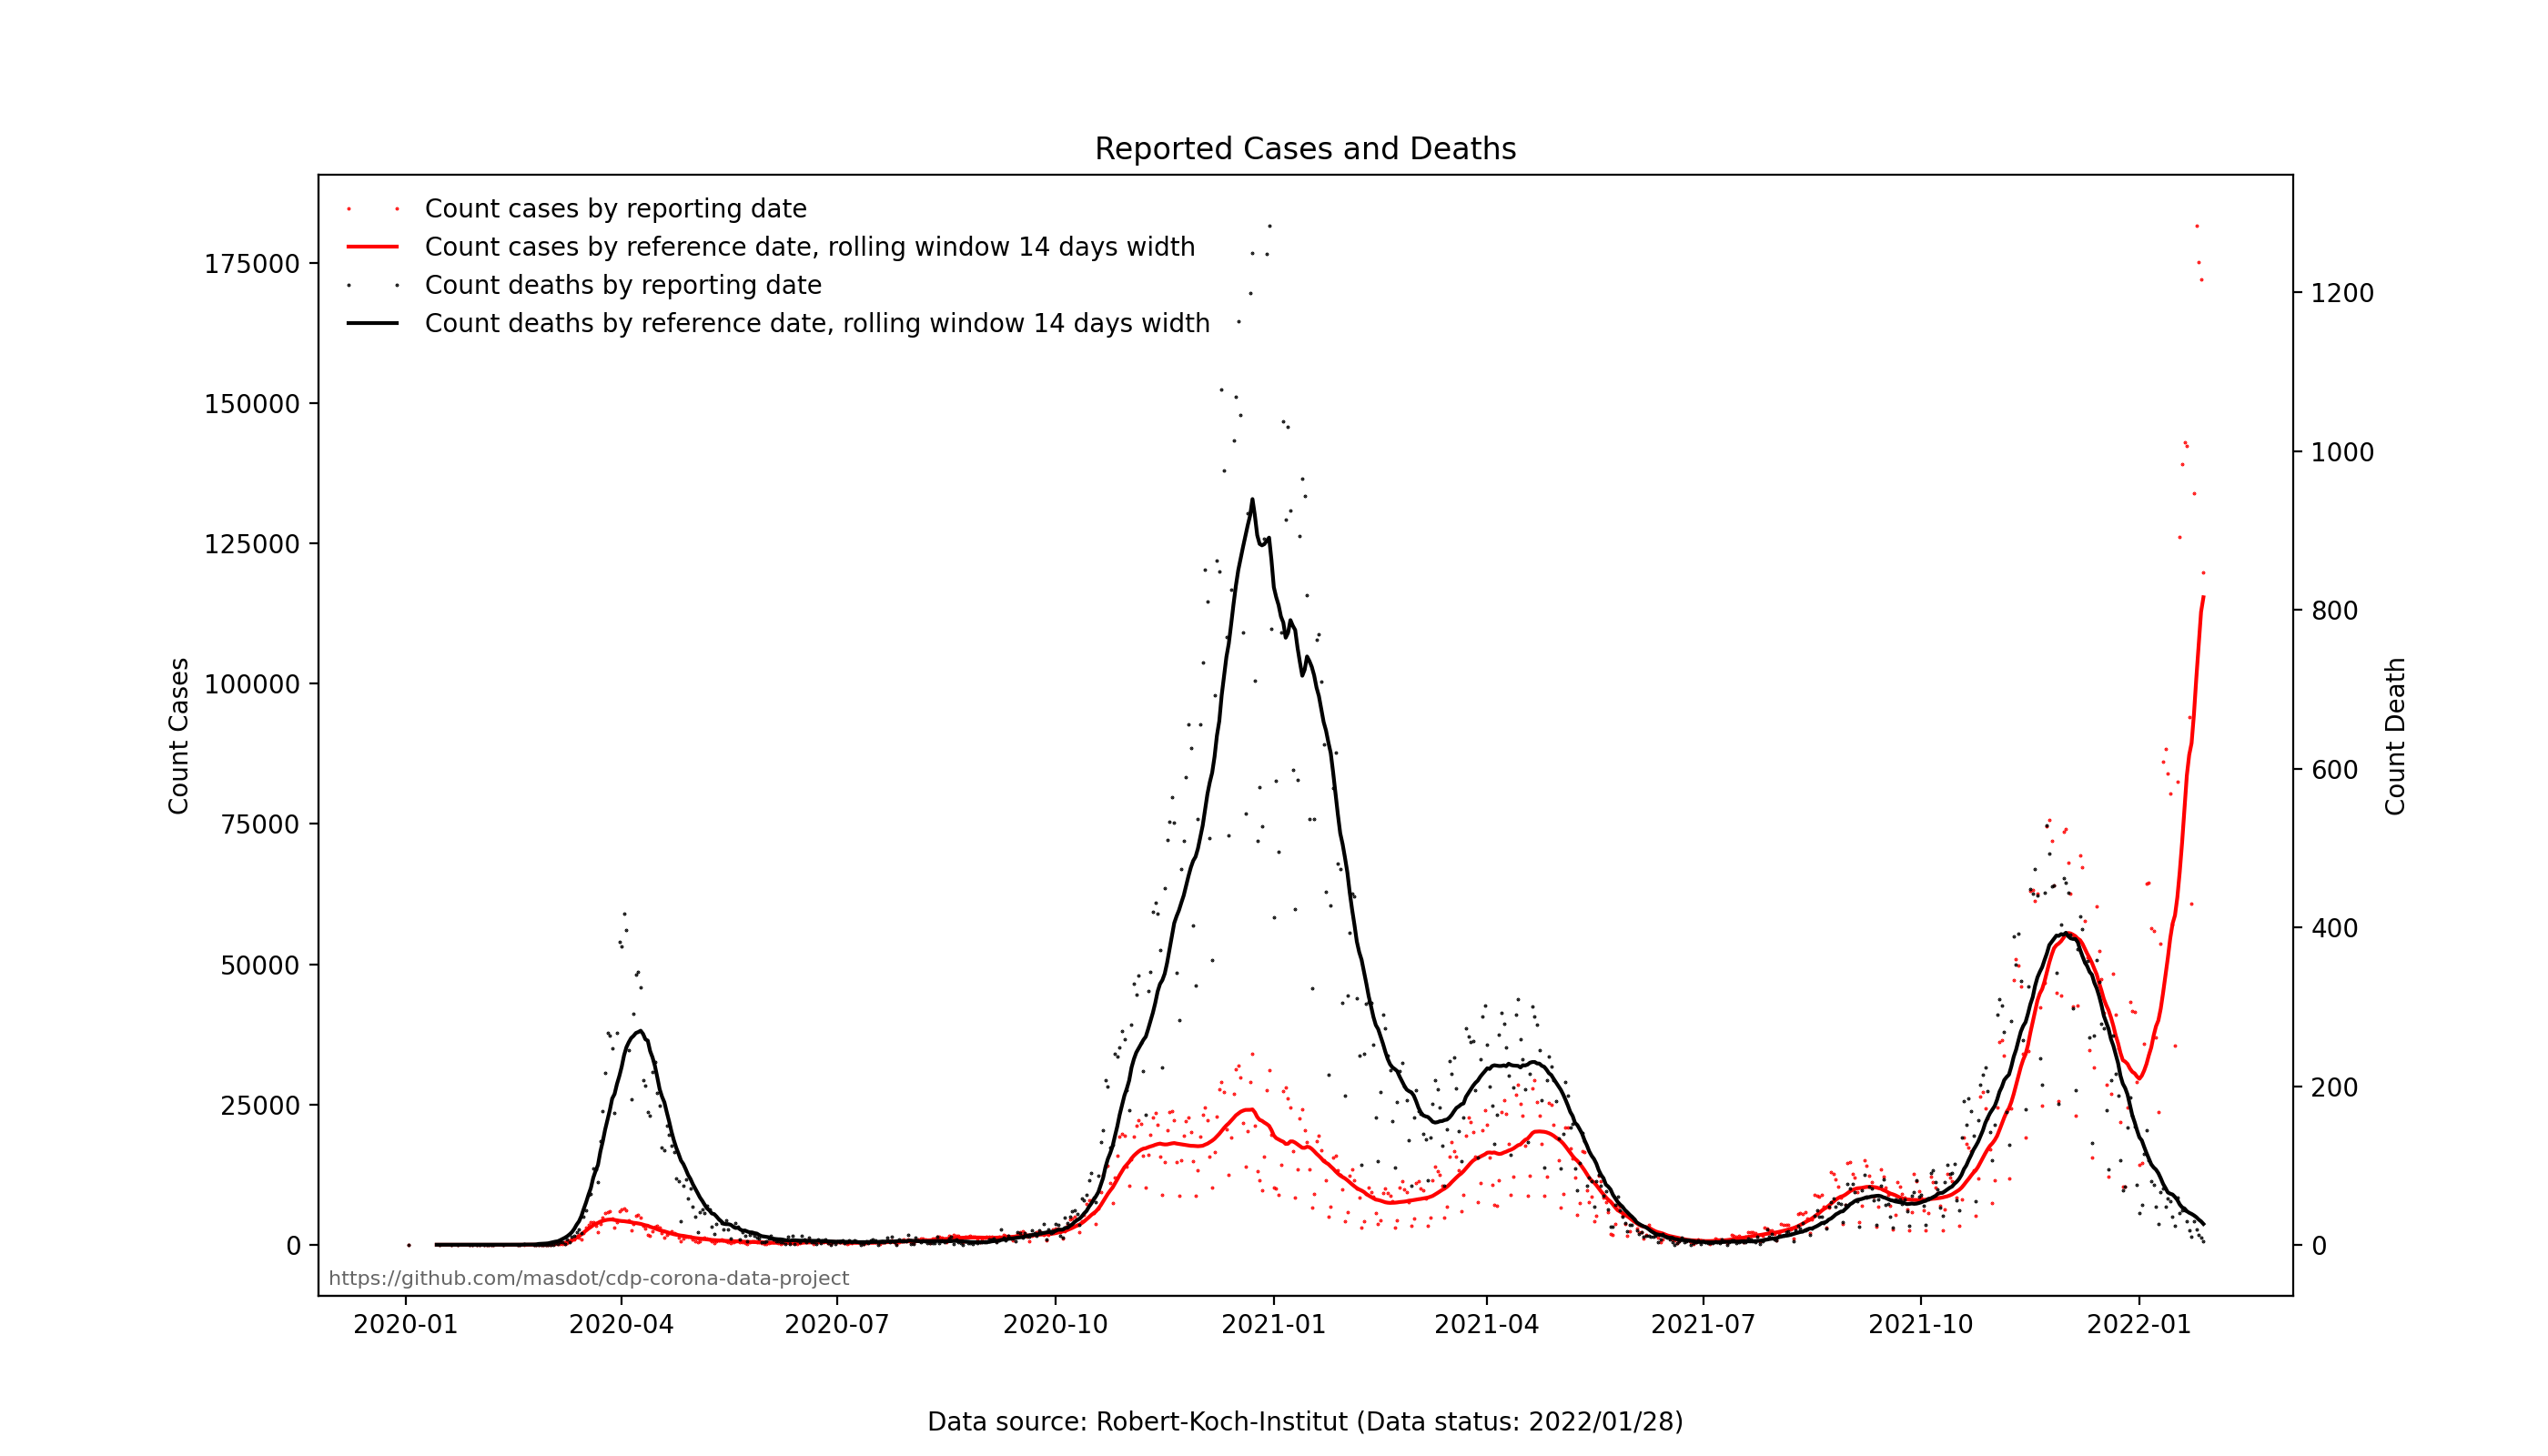 Reported Cases and Deaths
Count cases by reporting date
Count cases by reference date, rolling window 14 days width
Count deaths by reporting date
Count deaths by reference date, rolling window 14 days width
175000
150000
125000
100000
75000
50000
25000
0
Count Cases
1200
1000
800
600
400
200
0
Count Death
https://github.com/masdot/cdp-corona-data-project
2020-01 2020-04 2020-07 2020-10 2021-01 2021-04 2021-07 2021-10 2022-01
Data source: Robert-Koch-Institut (Data status: 2022/01/28)